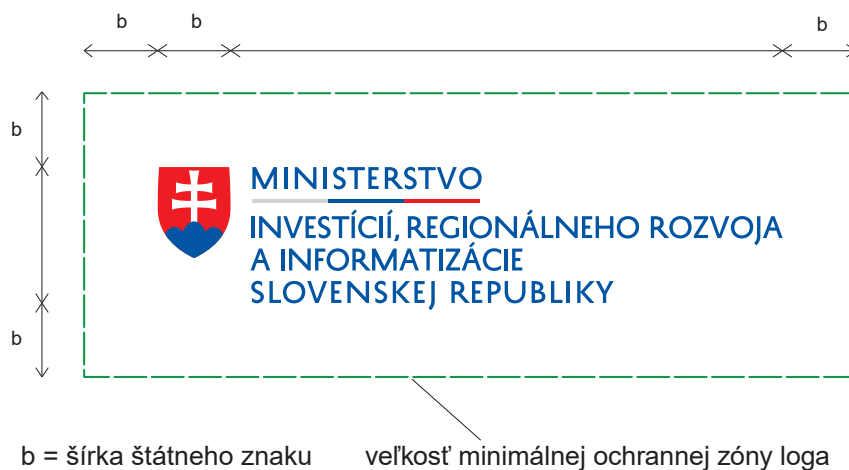 b b b
b
MINISTERSTVO
INVESTÍCIÍ, REGIONÁLNEHO ROZVOJA
A INFORMATIZÁCIE
SLOVENSKEJ REPUBLIKY
b
b = šírka štátneho znaku veľkosť minimálnej ochrannej zóny loga